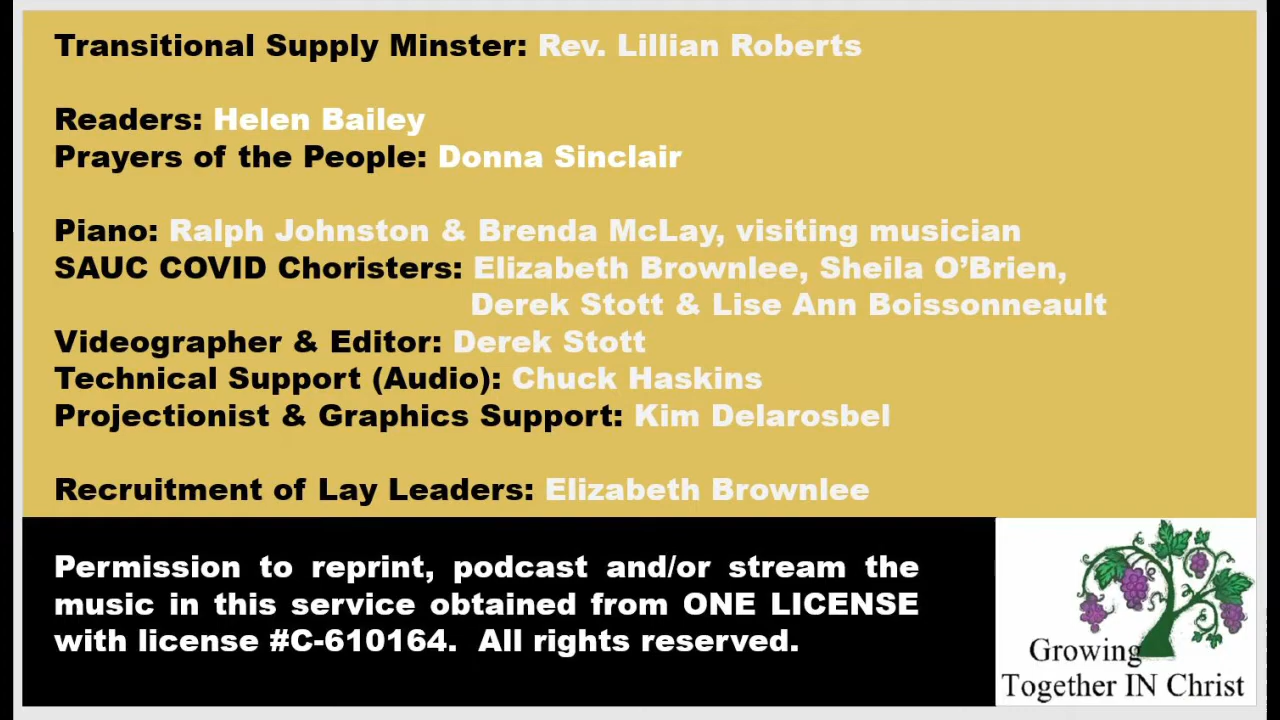 Transitional Supply Minster: Rev. Lillian Roberts
Readers: Helen Bailey
Prayers of the People: Donna Sinclair
Piano: Ralph Johnston & Brenda McLay, visiting musician
SAUC COVID Choristers: Elizabeth Brownlee, Sheila O’Brien,
Derek Stott & Lise Ann Boissonneault
Videographer & Editor: Derek Stott
Technical Support (Audio): Chuck Haskins
Projectionist & Graphics Support: Kim Delarosbel
Recruitment of Lay Leaders: Elizabeth Brownlee
Permission to reprint, podcast and/or stream the
music in this service obtained from ONE LICENSE
with license #C-610164. All rights reserved.
Growing
Together IN Christ